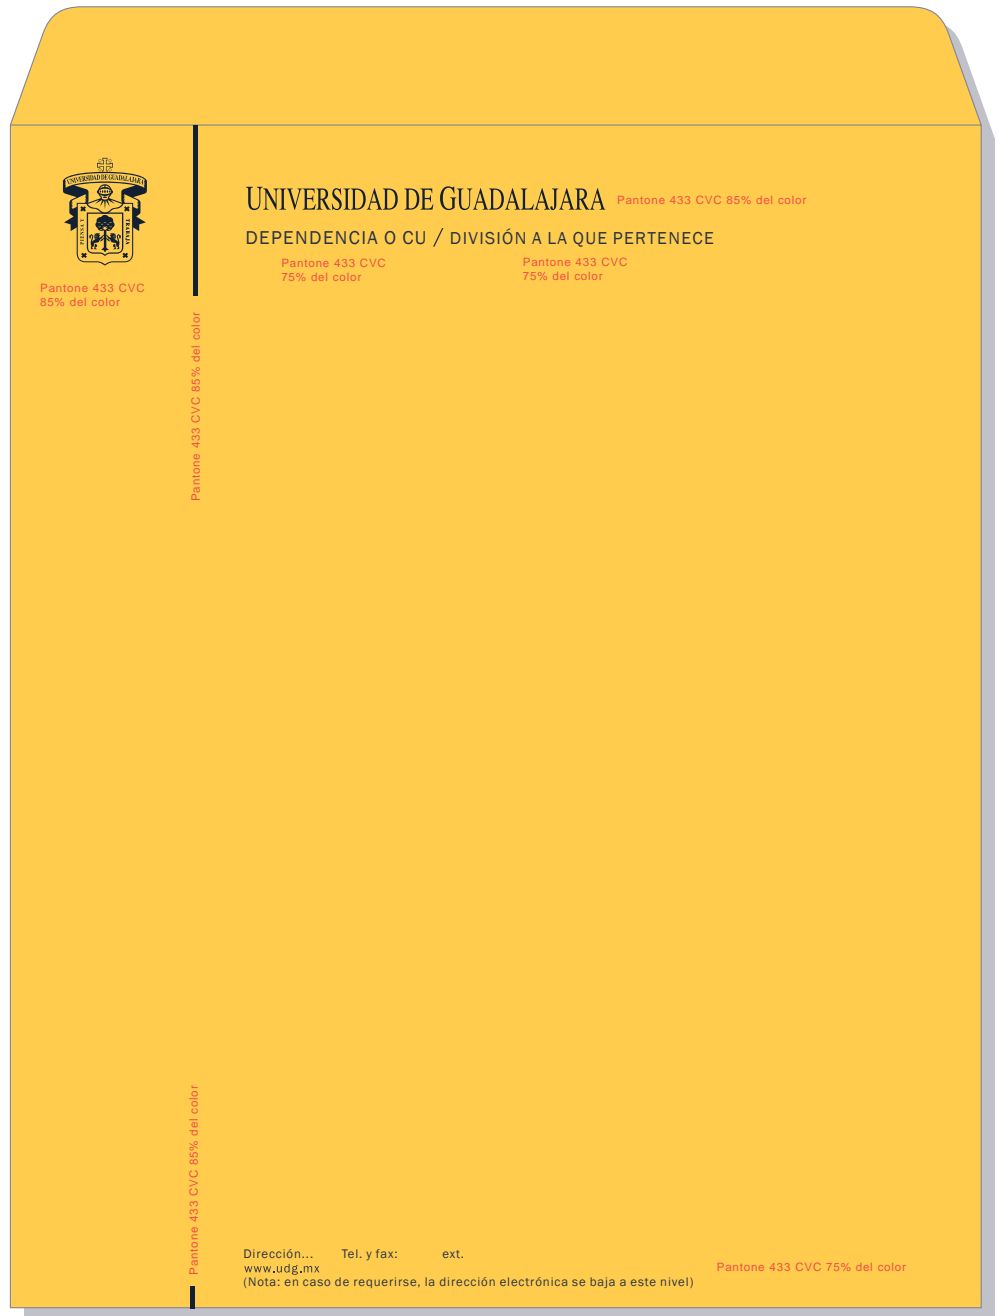 UNIVERSIDAD DE GUADALAJARA
PIENSA Y
TRABAJA
Pantone 433 CVC
85% del color
UNIVERSIDAD DE GUADALAJARA Pantone 433 CVC 85% del color
DEPENDENCIA O CU / DIVISIÓN A LA QUE PERTENECE
Pantone 433 CVC
75% del color
Pantone 433 CVC
75% del color
Pantone 433 CVC 85% del color
Pantone 433 CVC 85% del color
Dirección... Tel. y fax: ext.
www.udg.mx
(Nota: en caso de requerirse, la dirección electrónica se baja a este nivel)
Pantone 433 CVC 75% del color